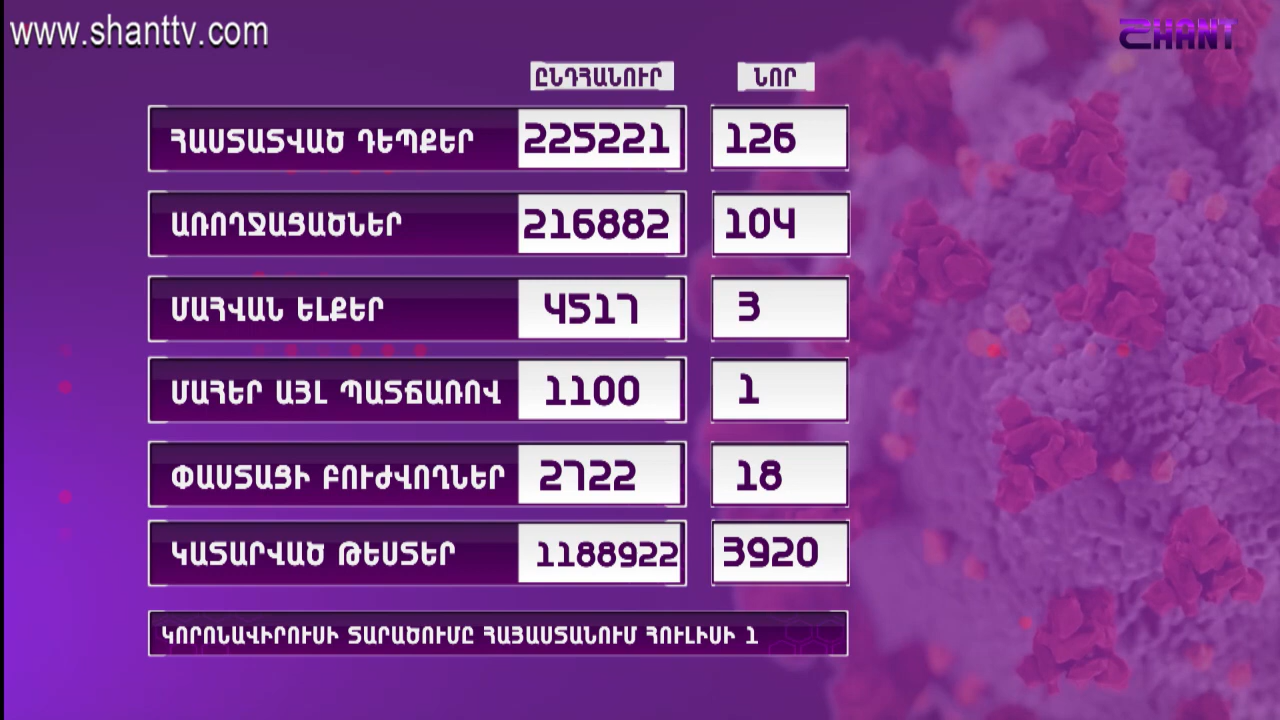 www.shanttv.com
SHANT
ԸՆԴՀԱՆՈՒՐ ՆՈՐ
ՀԱՍՏԱՏՎԱԾ ԴԵՊՔԵՐ 225221 126
ԱՌՈՂՋԱՑԱԾՆԵՐ 216882 104
ՄԱՀՎԱՆ ԵԼՔԵՐ 4517 3
ՄԱՀԵՐ ԱՅԼ ՊԱՏՃԱՌՈՎ 1100 1
ՓԱՍՏԱՑԻ ԲՈՒԺՎՈՂՆԵՐ 2722 18
ԿԱՏԱՐՎԱԾ ԹԵՍՏԵՐ 1188922 3920
ԿՈՐՈՆԱՎԻՐՈՒՍԻ ՏԱՐԱԾՈՒՄԸ ՀԱՅԱՍՏԱՆՈՒՄ ՀՈՒԼԻՍԻ 1